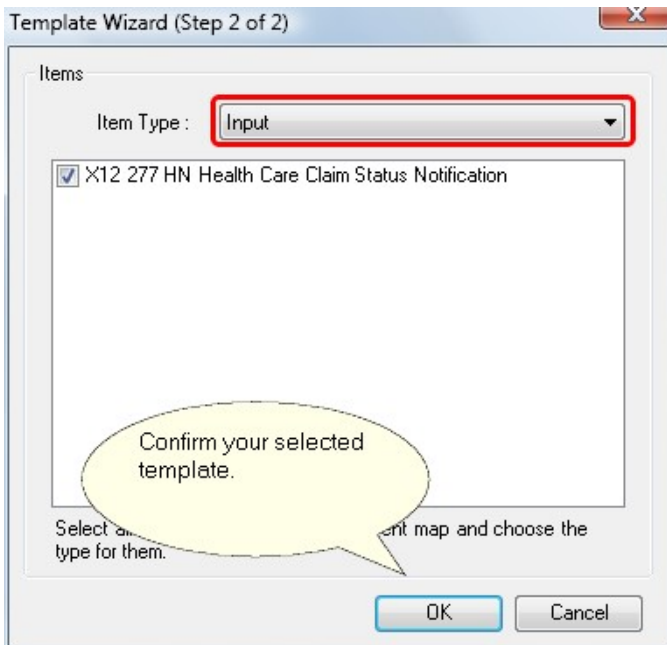 Template Wizard (Step 2 of 2)
Items
Item Type :
Input
X12 277 HN Health Care Claim Status Notification
Confirm your selected
template.
Select map and choose the
type for them.
OK
Cancel